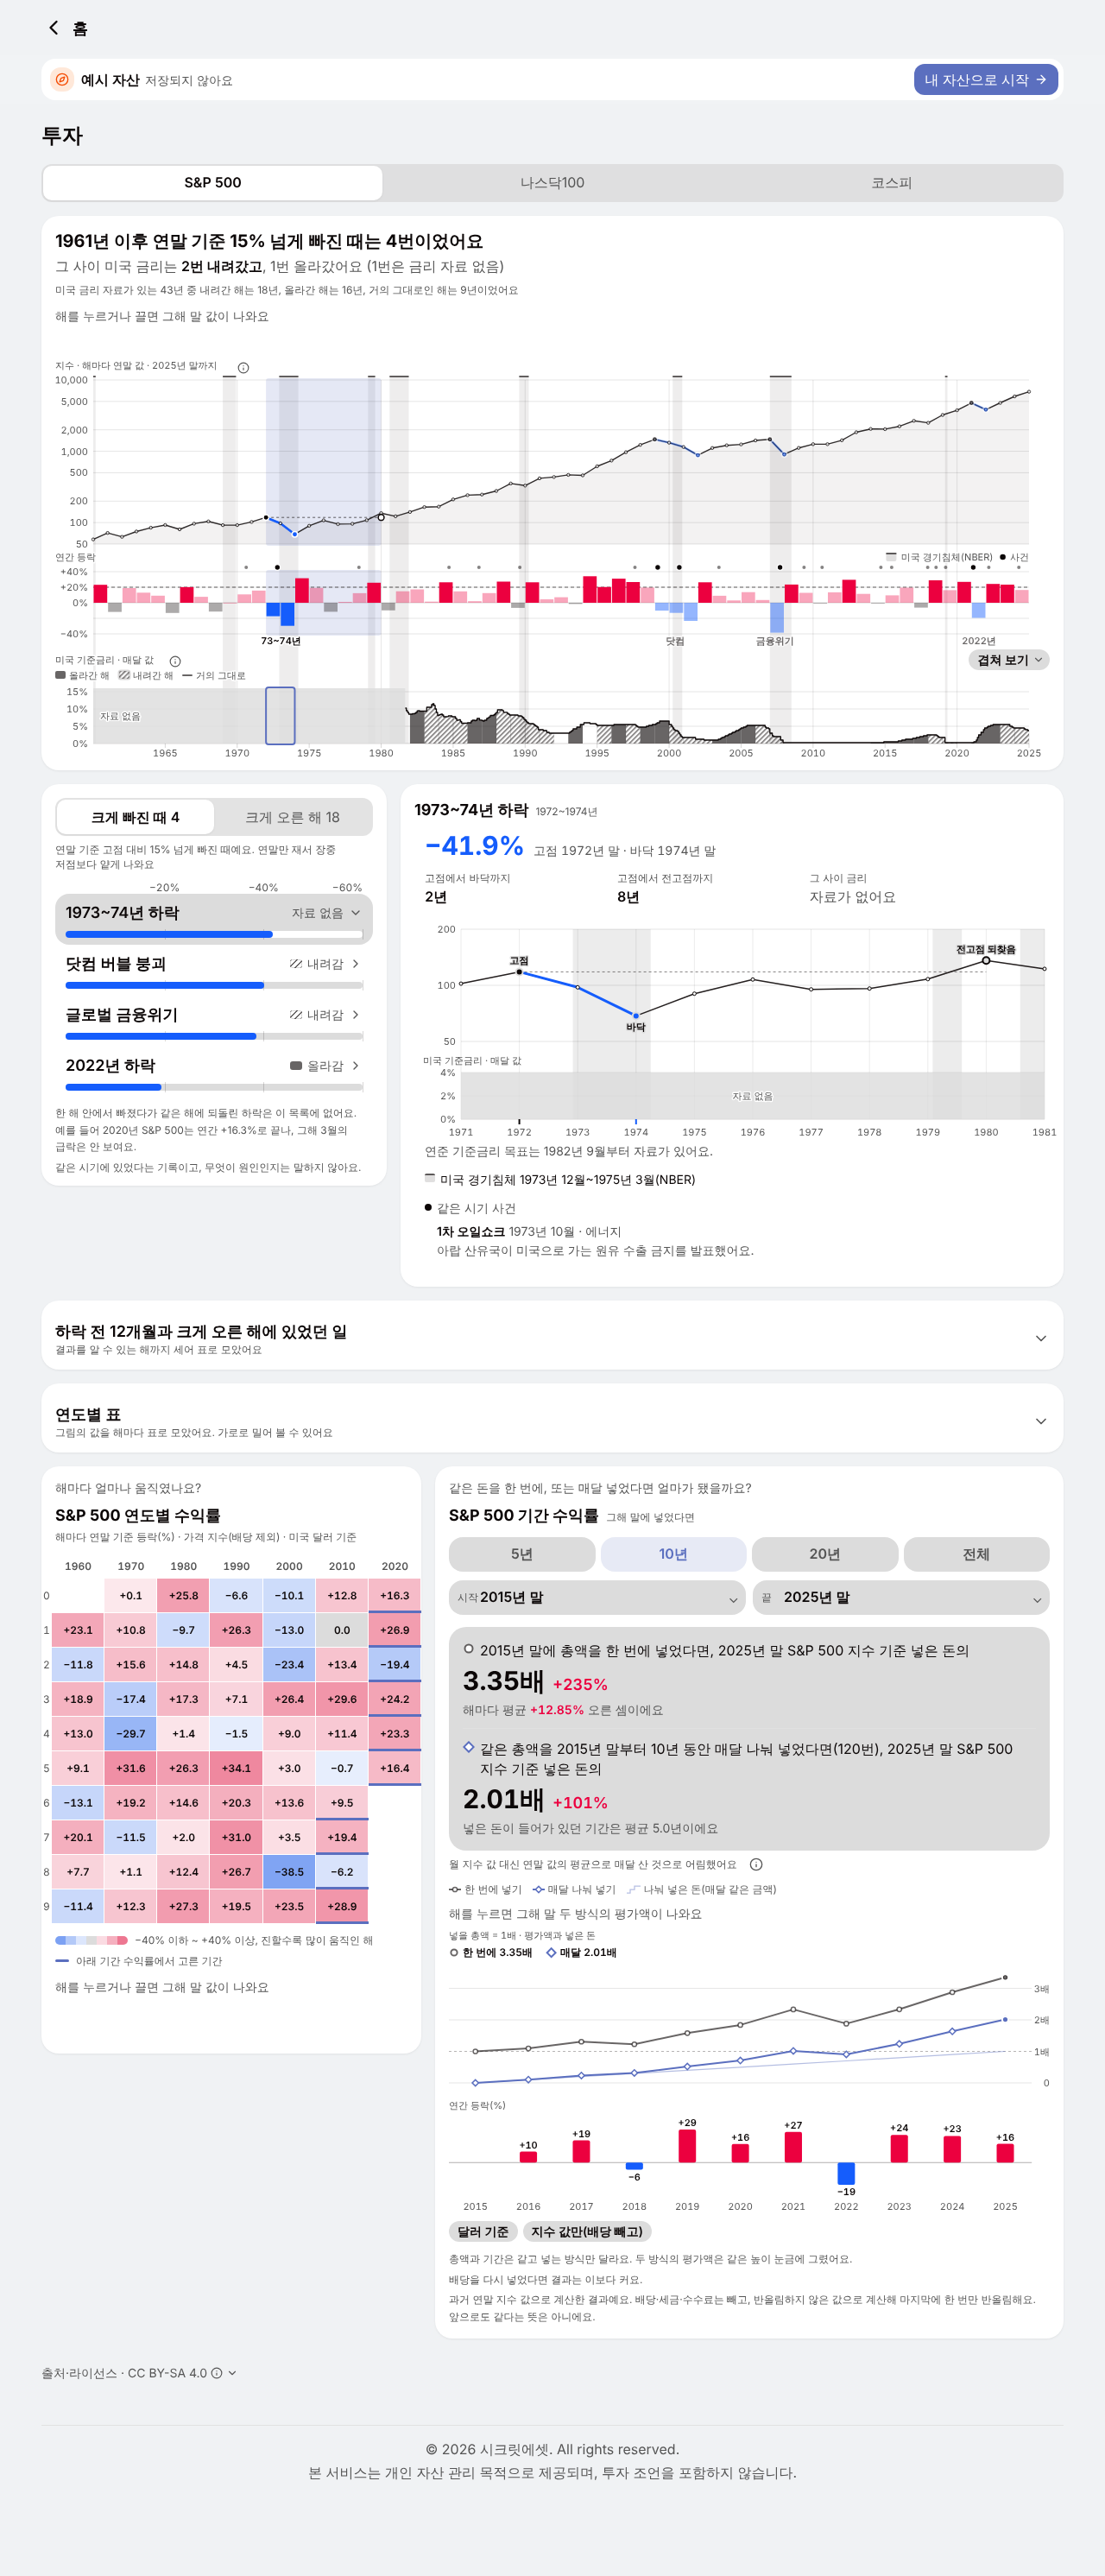 홈
예시 자산 저장되지 않아요
내 자산으로 시작
투자
S&P 500
나스닥100
코스피
1961년 이후 연말 기준 15% 넘게 빠진 때는 4번이었어요
그 사이 미국 금리는 2번 내려갔고, 1번 올라갔어요 (1번은 금리 자료 없음)
미국 금리 자료가 있는 43년 중 내려간 해는 18년, 올라간 해는 16년, 거의 그대로인 해는 9년이었어요
해를 누르거나 끌면 그해 말 값이 나와요
지수 · 해마다 연말 값 · 2025년 말까지
10,000
5,000
2,000
1,000
500
200
100
50
연간 등락
미국 경기침체(NBER) 사건
+40%
+20%
0%
−40%
73~74년
닷컴
금융위기
2022년
미국 기준금리 · 매달 값
겹쳐 보기
올라간 해 내려간 해 거의 그대로
15%
10%
5%
0%
자료 없음
1965 1970 1975 1980 1985 1990 1995 2000 2005 2010 2015 2020 2025
크게 빠진 때 4
크게 오른 해 18
연말 기준 고점 대비 15% 넘게 빠진 때예요. 연말만 재서 장중
저점보다 얕게 나와요
−20% −40% −60%
1973~74년 하락 자료 없음
닷컴 버블 붕괴 내려감
글로벌 금융위기 내려감
2022년 하락 올라감
한 해 안에서 빠졌다가 같은 해에 되돌린 하락은 이 목록에 없어요.
예를 들어 2020년 S&P 500는 연간 +16.3%로 끝나, 그해 3월의
급락은 안 보여요.
같은 시기에 있었다는 기록이고, 무엇이 원인인지는 말하지 않아요.
1973~74년 하락 1972~1974년
−41.9% 고점 1972년 말 · 바닥 1974년 말
고점에서 바닥까지
2년
고점에서 전고점까지
8년
그 사이 금리
자료가 없어요
200
100
50
고점
바닥
전고점 되찾음
미국 기준금리 · 매달 값
4%
2%
0%
자료 없음
1971 1972 1973 1974 1975 1976 1977 1978 1979 1980 1981
연준 기준금리 목표는 1982년 9월부터 자료가 있어요.
미국 경기침체 1973년 12월~1975년 3월(NBER)
같은 시기 사건
1차 오일쇼크 1973년 10월 · 에너지
아랍 산유국이 미국으로 가는 원유 수출 금지를 발표했어요.
하락 전 12개월과 크게 오른 해에 있었던 일
결과를 알 수 있는 해까지 세어 표로 모았어요
연도별 표
그림의 값을 해마다 표로 모았어요. 가로로 밀어 볼 수 있어요
해마다 얼마나 움직였나요?
S&P 500 연도별 수익률
해마다 연말 기준 등락(%) · 가격 지수(배당 제외) · 미국 달러 기준
1960 1970 1980 1990 2000 2010 2020
0 +0.1 +25.8 −6.6 −10.1 +12.8 +16.3
1 +23.1 +10.8 −9.7 +26.3 −13.0 0.0 +26.9
2 −11.8 +15.6 +14.8 +4.5 −23.4 +13.4 −19.4
3 +18.9 −17.4 +17.3 +7.1 +26.4 +29.6 +24.2
4 +13.0 −29.7 +1.4 −1.5 +9.0 +11.4 +23.3
5 +9.1 +31.6 +26.3 +34.1 +3.0 −0.7 +16.4
6 −13.1 +19.2 +14.6 +20.3 +13.6 +9.5
7 +20.1 −11.5 +2.0 +31.0 +3.5 +19.4
8 +7.7 +1.1 +12.4 +26.7 −38.5 −6.2
9 −11.4 +12.3 +27.3 +19.5 +23.5 +28.9
−40% 이하 ~ +40% 이상, 진할수록 많이 움직인 해
아래 기간 수익률에서 고른 기간
해를 누르거나 끌면 그해 말 값이 나와요
같은 돈을 한 번에, 또는 매달 넣었다면 얼마가 됐을까요?
S&P 500 기간 수익률 그해 말에 넣었다면
5년
10년
20년
전체
시작 2015년 말
끝 2025년 말
2015년 말에 총액을 한 번에 넣었다면, 2025년 말 S&P 500 지수 기준 넣은 돈의
3.35배 +235%
해마다 평균 +12.85% 오른 셈이에요
같은 총액을 2015년 말부터 10년 동안 매달 나눠 넣었다면(120번), 2025년 말 S&P 500
지수 기준 넣은 돈의
2.01배 +101%
넣은 돈이 들어가 있던 기간은 평균 5.0년이에요
월 지수 값 대신 연말 값의 평균으로 매달 산 것으로 어림했어요
한 번에 넣기 매달 나눠 넣기 나눠 넣은 돈(매달 같은 금액)
해를 누르면 그해 말 두 방식의 평가액이 나와요
넣을 총액 = 1배 · 평가액과 넣은 돈
한 번에 3.35배 매달 2.01배
3배
2배
1배
0
연간 등락(%)
+10 +19 −6 +29 +16 +27 −19 +24 +23 +16
2015 2016 2017 2018 2019 2020 2021 2022 2023 2024 2025
달러 기준
지수 값만(배당 빼고)
총액과 기간은 같고 넣는 방식만 달라요. 두 방식의 평가액은 같은 높이 눈금에 그렸어요.
배당을 다시 넣었다면 결과는 이보다 커요.
과거 연말 지수 값으로 계산한 결과예요. 배당·세금·수수료는 빼고, 반올림하지 않은 값으로 계산해 마지막에 한 번만 반올림해요.
앞으로도 같다는 뜻은 아니에요.
출처·라이선스 · CC BY-SA 4.0
© 2026 시크릿에셋. All rights reserved.
본 서비스는 개인 자산 관리 목적으로 제공되며, 투자 조언을 포함하지 않습니다.